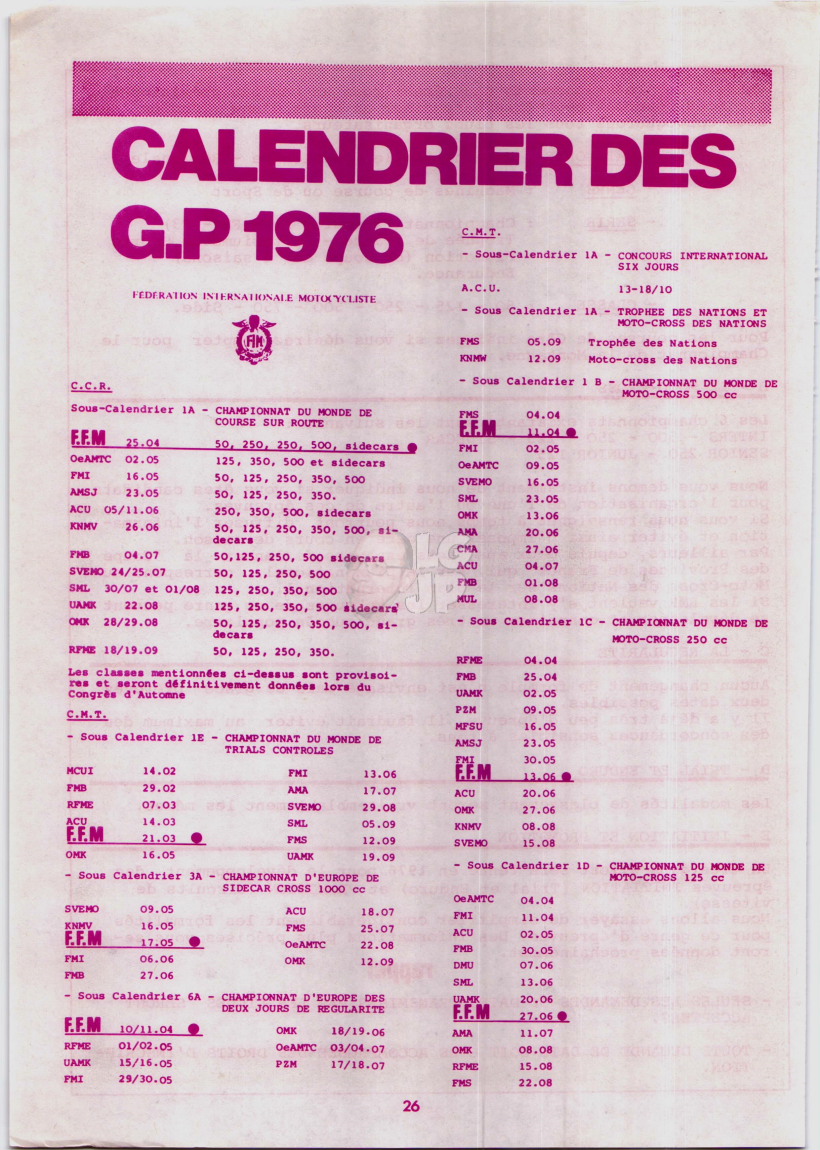 CALENDRIER DES
G.P 1976
FÉDÉRATION INTERNATIONALE MOTOCYCLISTE
FIM
C.C.R.
Sous-Calendrier 1A - CHAMPIONNAT DU MONDE DE
COURSE SUR ROUTE
F.F.M 25.04 50, 250, 250, 500, sidecars
OeAMTC 02.05 125, 350, 500 et sidecars
FMI 16.05 50, 125, 250, 350, 500
AMSJ 23.05 50, 125, 250, 350.
ACU 05/11.06 250, 350, 500, sidecars
KNMV 26.06 50, 125, 250, 350, 500, si-
decars
FMB 04.07 50,125, 250, 500, sidecars
SVEMO 24/25.07 50, 125, 250, 500
SML 30/07 et 01/08 125, 250, 350, 500
UAMK 22.08 125, 250, 350, 500 sidecars
OMK 28/29.08 50, 125, 250, 350, 500, si-
decars
RFME 18/19.09 50, 125, 250, 350.
Les classes mentionnées ci-dessus sont provisoi-
res et seront définitivement données lors du
Congrès d'Automne
C.M.T.
- Sous Calendrier 1E - CHAMPIONNAT DU MONDE DE
TRIALS CONTROLES
MCUI 14.02
FMB 29.02
RFME 07.03
ACU 14.03
F.F.M 21.03
OMK 16.05
FMI 13.06
AMA 17.07
SVEMO 29.08
SML 05.09
FMS 12.09
UAMK 19.09
- Sous Calendrier 3A - CHAMPIONNAT D'EUROPE DE
SIDECAR CROSS 1000 cc
SVEMO 09.05
KNMV 16.05
F.F.M 17.05
FMI 06.06
FMB 27.06
ACU 18.07
FMS 25.07
OeAMTC 22.08
OMK 12.09
- Sous Calendrier 6A - CHAMPIONNAT D'EUROPE DES
DEUX JOURS DE REGULARITE
F.F.M 10/11.04
RFME 01/02.05
UAMK 15/16.05
FMI 29/30.05
OMK 18/19.06
OeAMTC 03/04.07
PZM 17/18.07
C.M.T.
- Sous-Calendrier 1A - CONCOURS INTERNATIONAL
SIX JOURS
A.C.U. 13-18/10
- Sous-Calendrier 1A - TROPHEE DES NATIONS ET
MOTO-CROSS DES NATIONS
FMS 05.09 Trophée des Nations
KNMW 12.09 Moto-cross des Nations
- Sous Calendrier 1 B - CHAMPIONNAT DU MONDE DE
MOTO-CROSS 500 cc
FMS 04.04
F.F.M 11.04
FMI 02.05
OeAMTC 09.05
SVEMO 16.05
SML 23.05
OMK 13.06
AMA 20.06
CMA 27.06
ACU 04.07
FMB 01.08
MUL 08.08
- Sous Calendrier 1C - CHAMPIONNAT DU MONDE DE
MOTO-CROSS 250 cc
RFME 04.04
FMB 25.04
UAMK 02.05
PZM 09.05
MFSU 16.05
AMSJ 23.05
FMI 30.05
F.F.M 13.06
ACU 20.06
OMK 27.06
KNMV 08.08
SVEMO 15.08
- Sous Calendrier 1D - CHAMPIONNAT DU MONDE DE
MOTO-CROSS 125 cc
OeAMTC 04.04
FMI 11.04
ACU 02.05
FMB 30.05
DMU 07.06
SML 13.06
UAMK 20.06
F.F.M 27.06
AMA 11.07
OMK 08.08
RFME 15.08
FMS 22.08
LG
JP
26